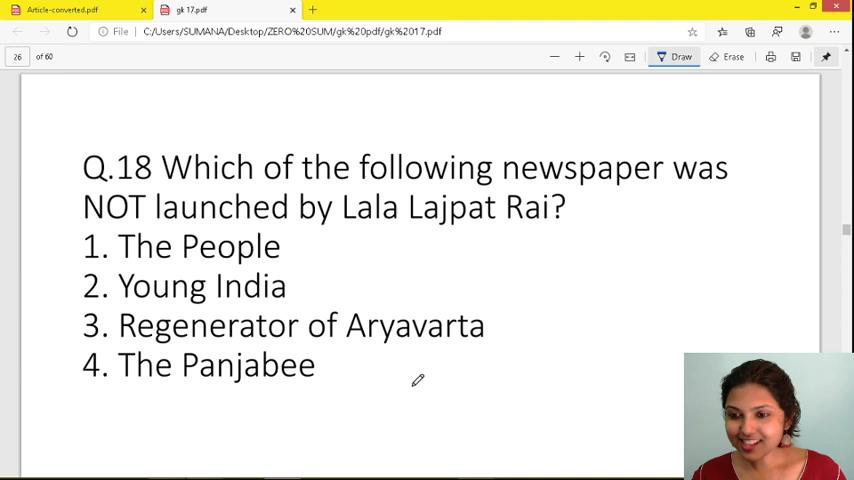 Article-converted.pdf
gk 17.pdf
File
C:/Users/SUMANA/Desktop/ZERO%20SUM/gk%20pdf/gk%2017.pdf
26 of 60
Draw
Erase
Q.18 Which of the following newspaper was
NOT launched by Lala Lajpat Rai?
1. The People
2. Young India
3. Regenerator of Aryavarta
4. The Panjabee